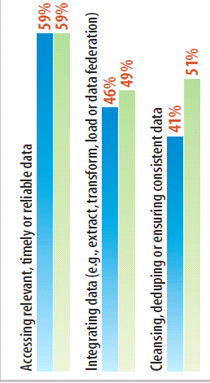 Accessing relevant, timely or reliable data
59%
59%
Integrating data (e.g., extract, transform, load or data federation)
46%
49%
Cleansing, deduping or ensuring consistent data
41%
51%